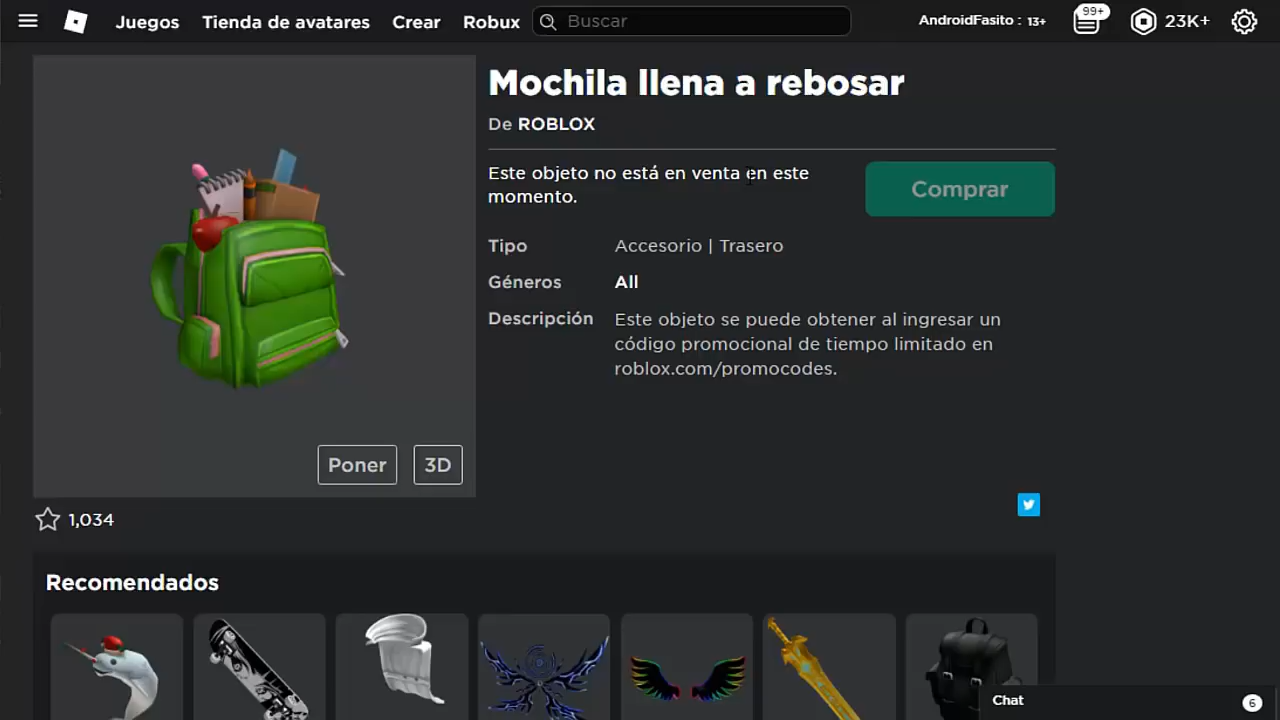 Juegos Tienda de avatares Crear Robux Buscar AndroidFasito : 13+ 99+ 23K+
Mochila llena a rebosar
De ROBLOX
Este objeto no está en venta en este
momento.
Comprar
Tipo Accesorio | Trasero
Géneros All
Descripción Este objeto se puede obtener al ingresar un
código promocional de tiempo limitado en
roblox.com/promocodes.
Poner 3D
1,034
Recomendados
Chat 6